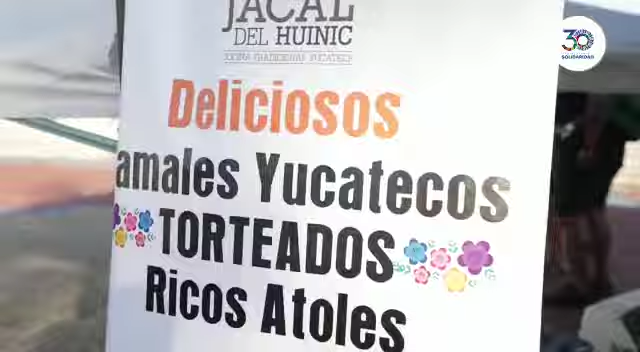 JACAL
DEL HUINIC
Deliciosos
amales Yucatecos
TORTEADOS
Ricos Atoles
30
SOLIDARIDAD